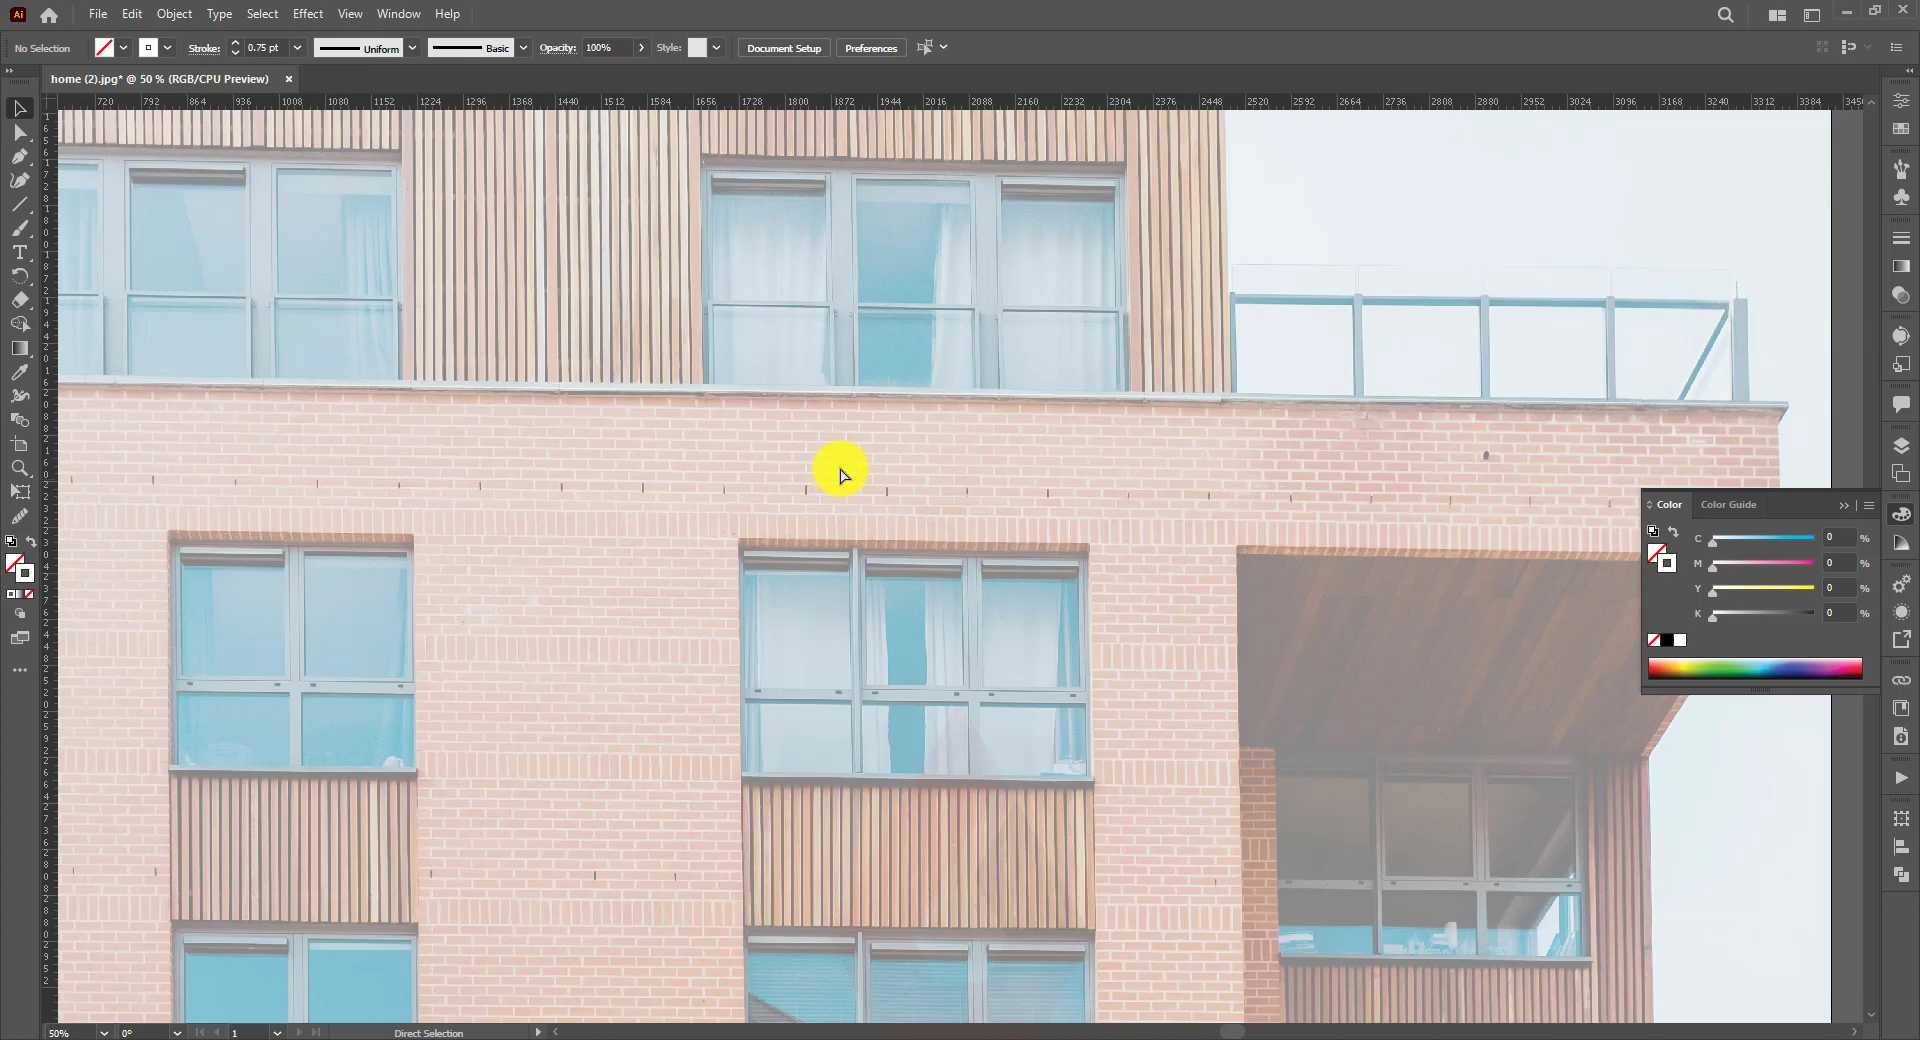 Ai File Edit Object Type Select Effect View Window Help
No Selection Stroke: 0.75 pt Uniform Basic Opacity: 100% Style: Document Setup Preferences
home (2).jpg* @ 50 % (RGB/CPU Preview)
720 792 864 936 1008 1080 1152 1224 1296 1368 1440 1512 1584 1656 1728 1800 1872 1944 2016 2088 2160 2232 2304 2376 2448 2520 2592 2664 2736 2808 2880 2952 3024 3096 3168 3240 3312 3384 345
Color Color Guide
C 0 %
M 0 %
Y 0 %
K 0 %
50% 0° 1 Direct Selection